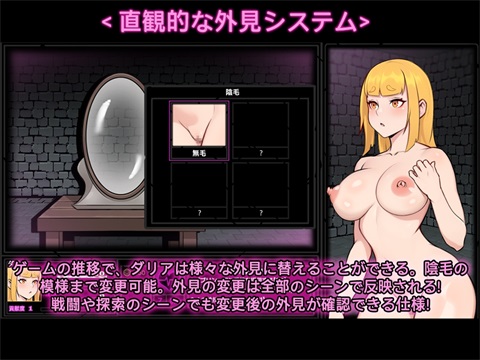 <直観的な外見システム>
陰毛
無毛
?
?
?
ゲームの推移で、ダリアは様々な外見に替えることができる。陰毛の
模様まで変更可能。外見の変更は全部のシーンで反映される!
戦闘や探索のシーンでも変更後の外見が確認できる仕様!